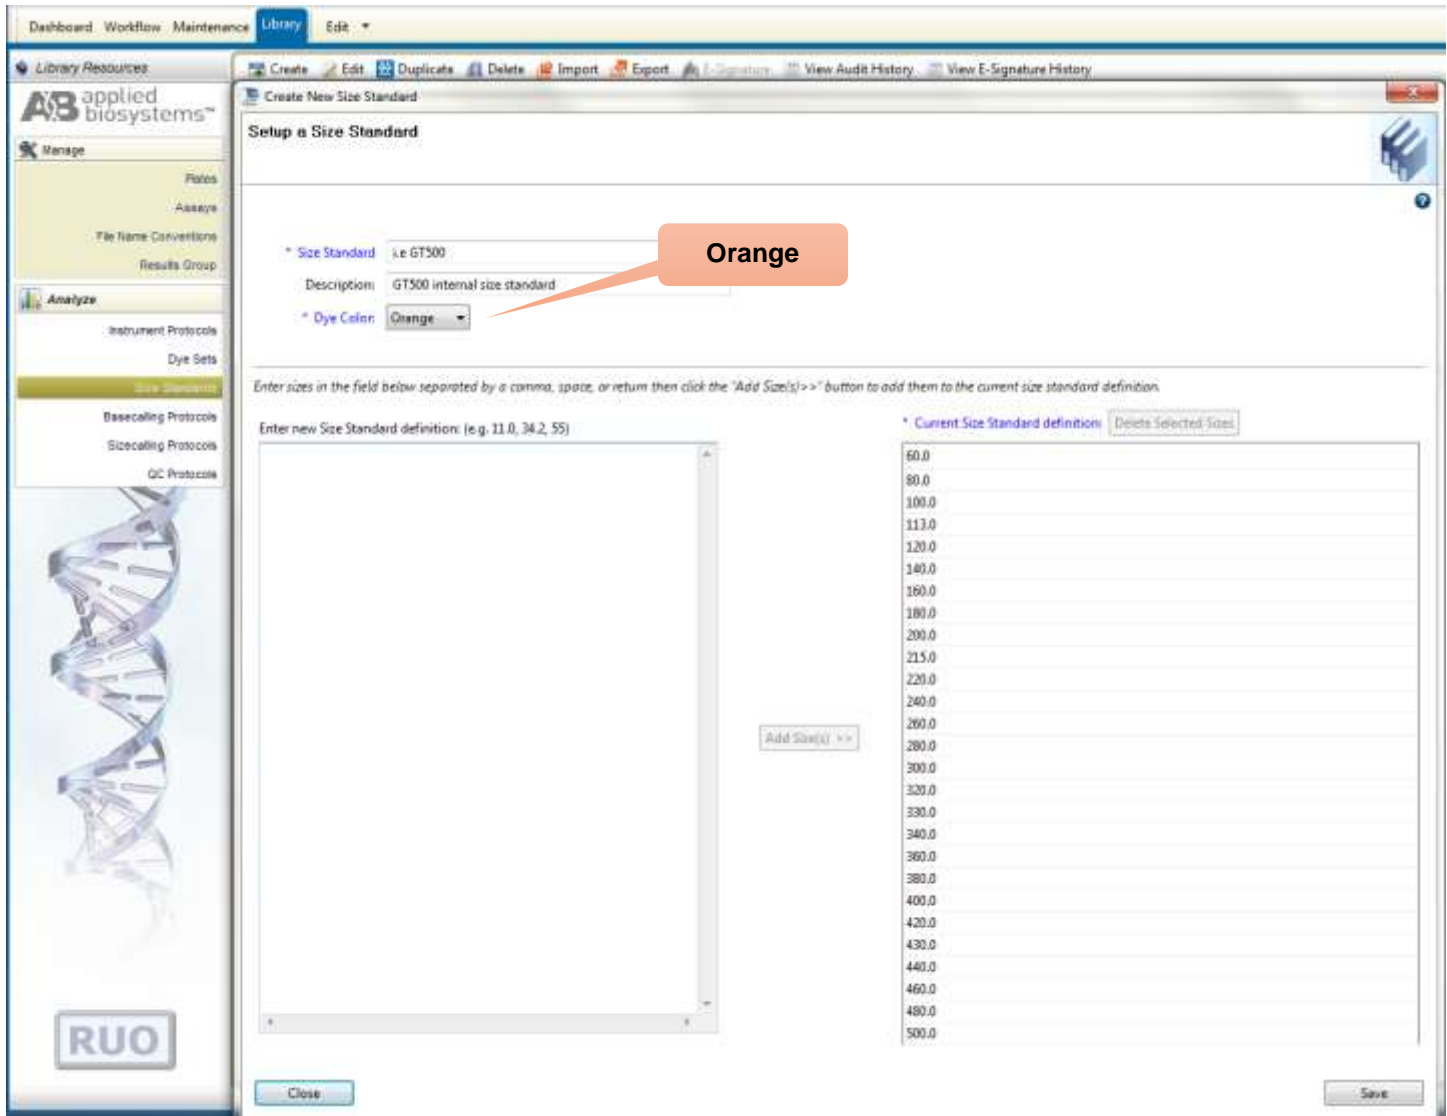 Dashboard Workflow Maintenance Library Edit
Library Resources
Create Edit Duplicate Delete Import Export E-Signature View Audit History View E-Signature History
AB applied biosystems™
Create New Size Standard
Setup a Size Standard
Manage
Plates
Assays
File Name Conventions
Results Group
Analyze
Instrument Protocols
Dye Sets
Size Standards
Basecalling Protocols
Sizecalling Protocols
QC Protocols
RUO
* Size Standard i.e GT500
Orange
Description: GT500 internal size standard
* Dye Color: Orange
Enter sizes in the field below separated by a comma, space, or return then click the "Add Size(s)>>" button to add them to the current size standard definition.
Enter new Size Standard definition: (e.g. 11.0, 34.2, 55)
* Current Size Standard definition: Delete Selected Sizes
60.0
80.0
100.0
113.0
120.0
140.0
160.0
180.0
200.0
215.0
220.0
240.0
260.0
Add Size(s) >>
280.0
300.0
320.0
330.0
340.0
360.0
380.0
400.0
420.0
430.0
440.0
460.0
480.0
500.0
Close
Save